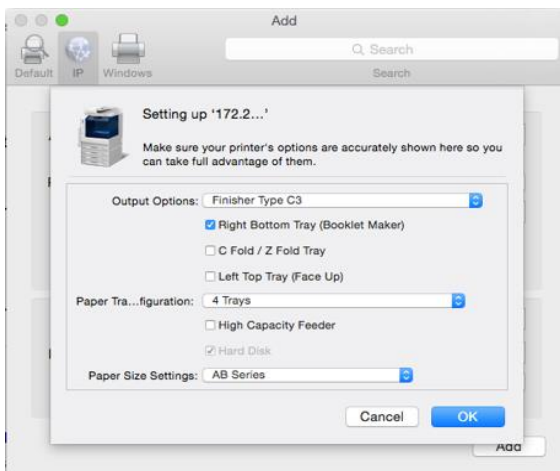 Add
Search
Default IP Windows Search
Setting up '172.2...'
Make sure your printer's options are accurately shown here so you
can take full advantage of them.
Output Options: Finisher Type C3
Right Bottom Tray (Booklet Maker)
C Fold / Z Fold Tray
Left Top Tray (Face Up)
Paper Tra...figuration: 4 Trays
High Capacity Feeder
Hard Disk
Paper Size Settings: AB Series
Cancel OK
Add